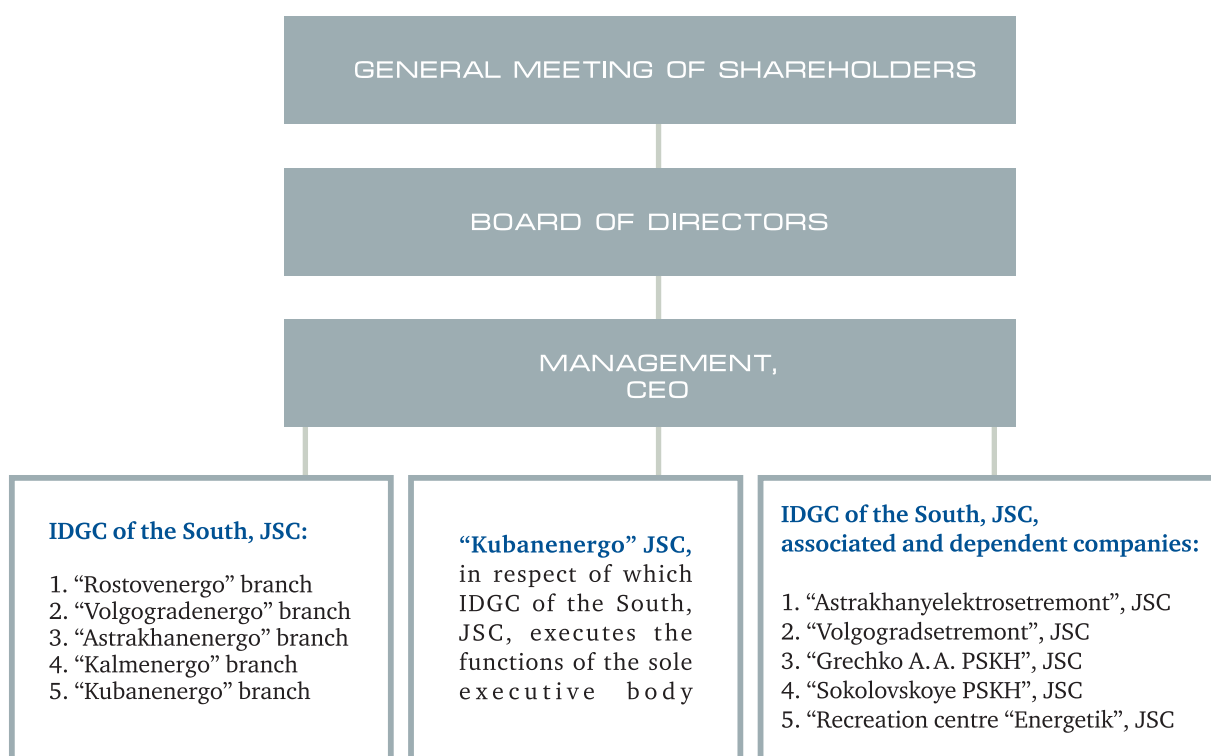 GENERAL MEETING OF SHAREHOLDERS
BOARD OF DIRECTORS
MANAGEMENT,
CEO
IDGC of the South, JSC:
1. “Rostovenergo” branch
2. “Volgogradenergo” branch
3. “Astrakhanenergo” branch
4. “Kalmenergo” branch
5. “Kubanenergo” branch
“Kubanenergo” JSC,
in respect of which
IDGC of the South,
JSC, executes the
functions of the sole
executive body
IDGC of the South, JSC,
associated and dependent companies:
1. “Astrakhanyelektrosetremont”, JSC
2. “Volgogradsetremont”, JSC
3. “Grechko A. A. PSKH”, JSC
4. “Sokolovskoye PSKH”, JSC
5. “Recreation centre “Energetik”, JSC